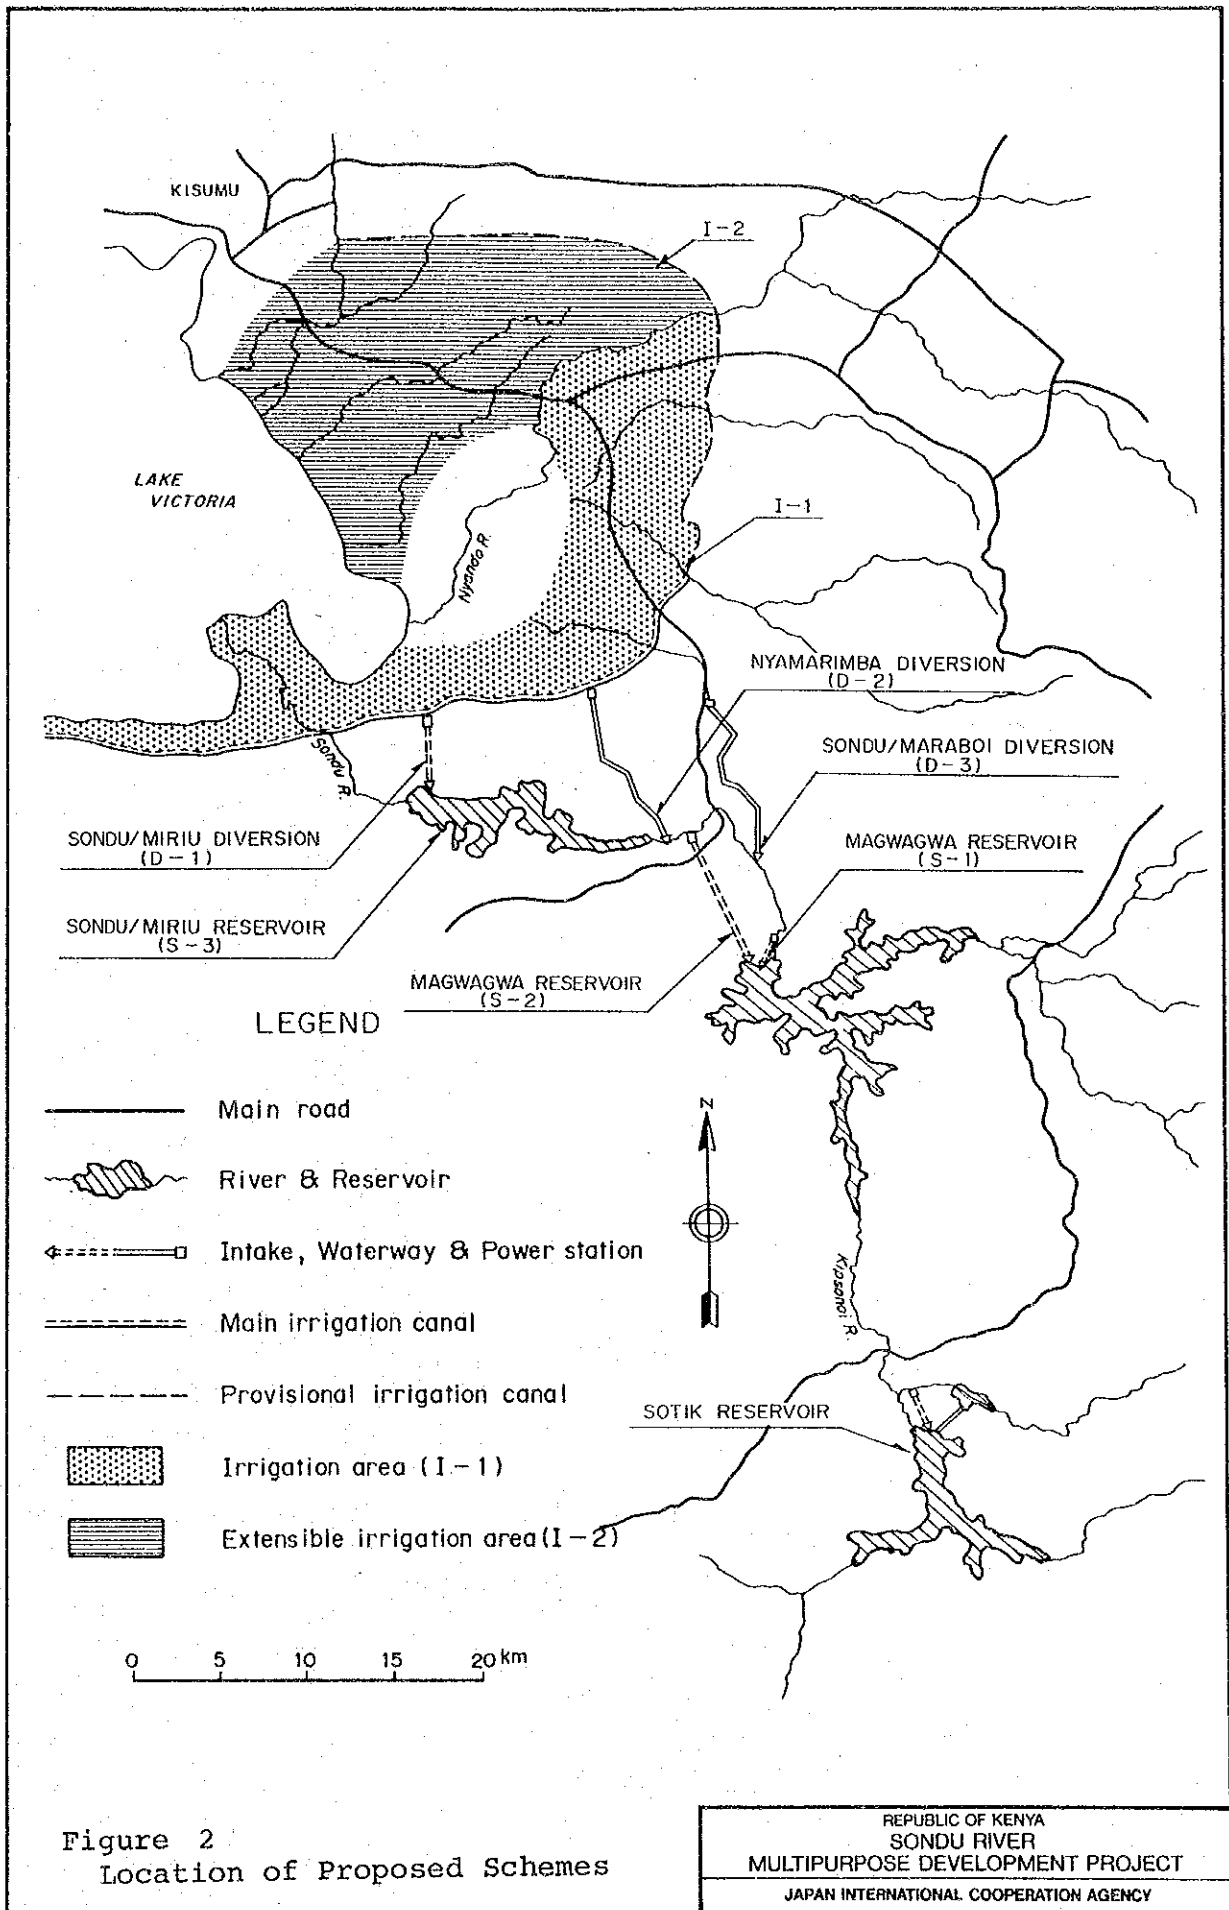 KISUMU
I-2
LAKE
VICTORIA
I-1
Nyando R.
NYAMARIMBA DIVERSION
(D-2)
SONDU/MARABOI DIVERSION
(D-3)
Sondu R.
SONDU/MIRIU DIVERSION
(D-1)
MAGWAGWA RESERVOIR
(S-1)
SONDU/MIRIU RESERVOIR
(S-3)
MAGWAGWA RESERVOIR
(S-2)
LEGEND
Main road
River & Reservoir
Intake, Waterway & Power station
Main irrigation canal
Provisional irrigation canal
Irrigation area (I-1)
Extensible irrigation area (I-2)
N
Kipsonoi R.
SOTIK RESERVOIR
0 5 10 15 20 km
Figure 2
Location of Proposed Schemes
REPUBLIC OF KENYA
SONDU RIVER
MULTIPURPOSE DEVELOPMENT PROJECT
JAPAN INTERNATIONAL COOPERATION AGENCY